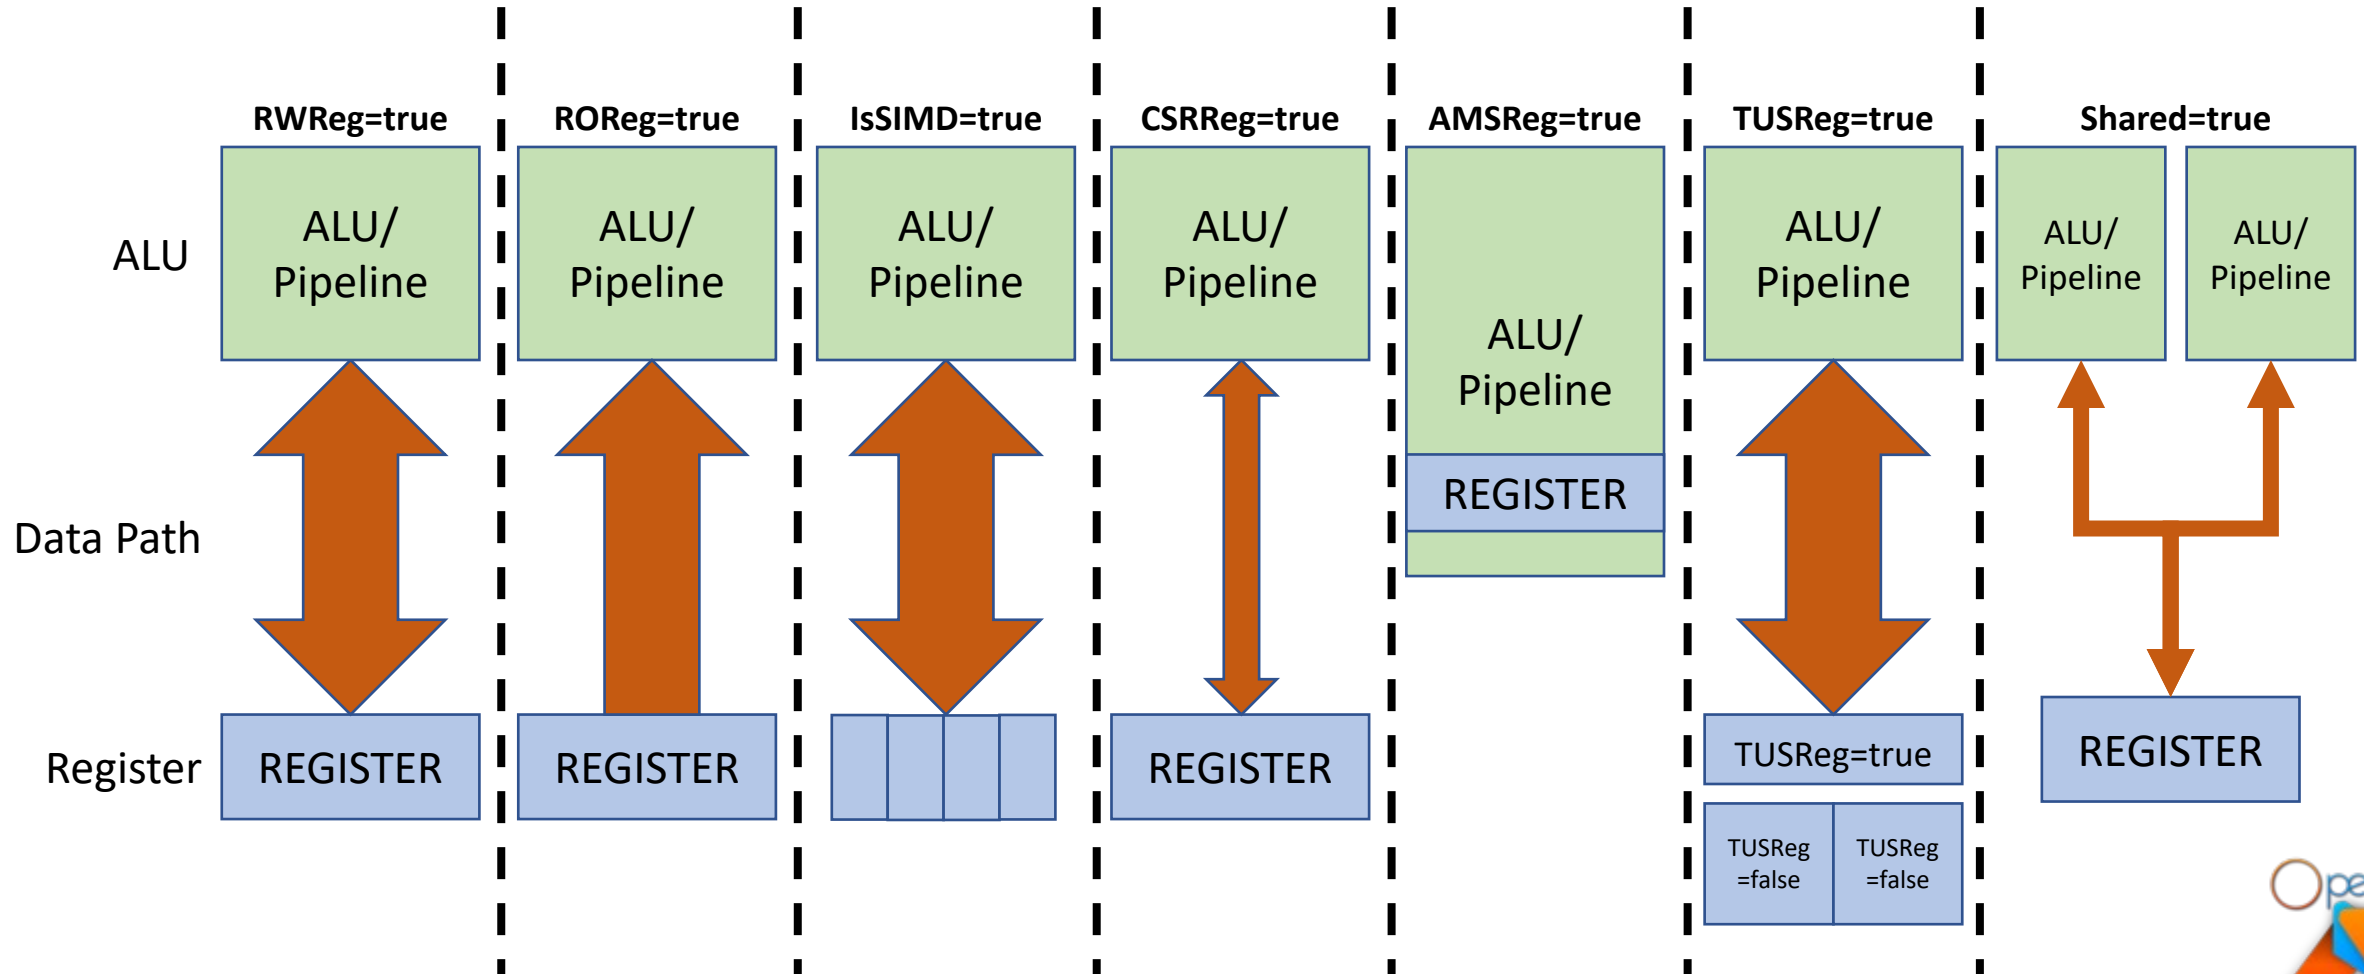 RWReg=true
ROReg=true
IsSIMD=true
CSRReg=true
AMSReg=true
TUSReg=true
Shared=true
ALU
ALU/
Pipeline
ALU/
Pipeline
ALU/
Pipeline
ALU/
Pipeline
ALU/
Pipeline
ALU/
Pipeline
ALU/
Pipeline
ALU/
Pipeline
Data Path
REGISTER
Register
REGISTER
REGISTER
REGISTER
TUSReg=true
TUSReg
=false
TUSReg
=false
REGISTER